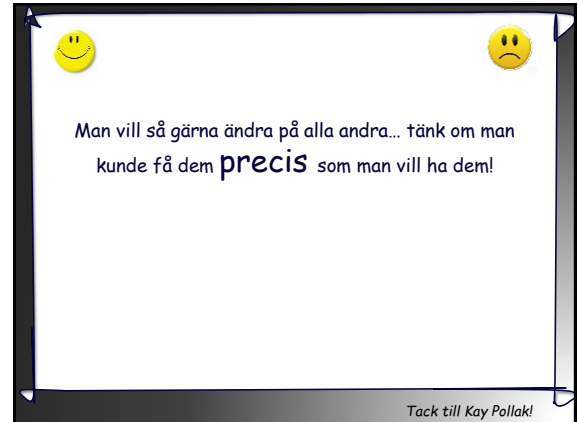 Man vill så gärna ändra på alla andra... tänk om man
kunde få dem precis som man vill ha dem!
Tack till Kay Pollak!